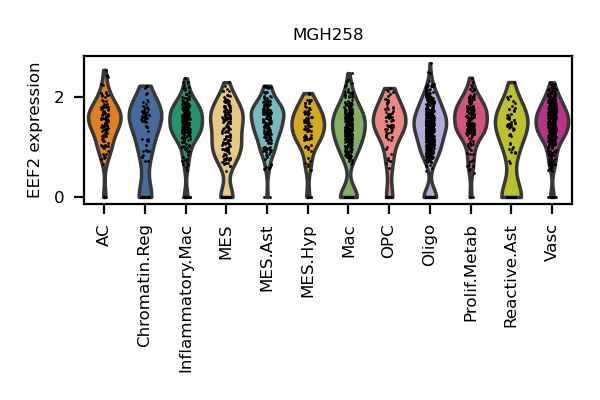 MGH258
EEF2 expression
2
0
AC
Chromatin.Reg
Inflammatory.Mac
MES
MES.Ast
MES.Hyp
Mac
OPC
Oligo
Prolif.Metab
Reactive.Ast
Vasc